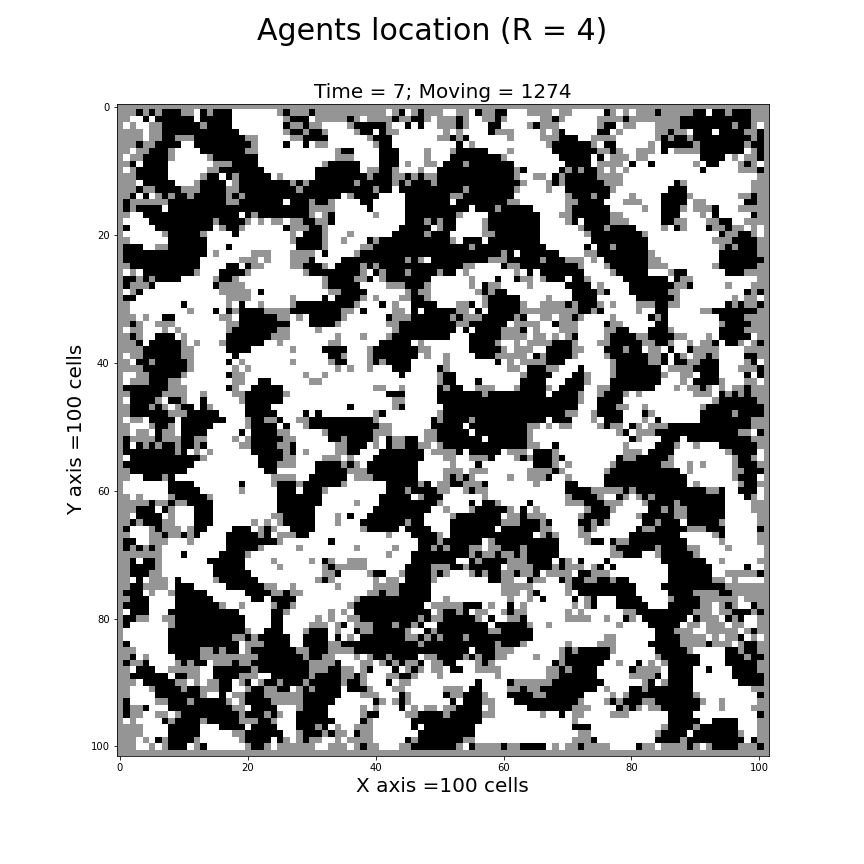 Agents location (R = 4)
Time = 7; Moving = 1274
0
20
40
60
80
100
Y axis =100 cells
0 20 40 60 80 100
X axis =100 cells